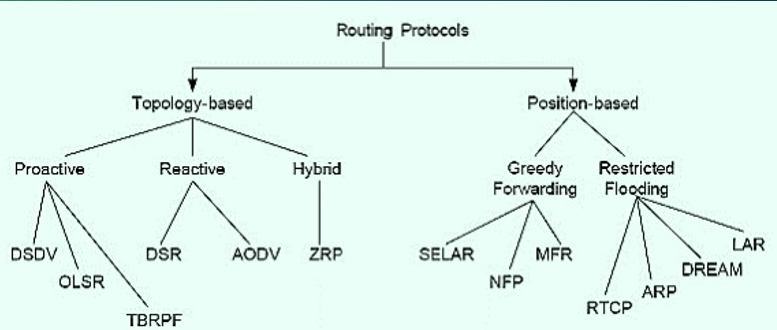 Routing Protocols
Topology-based
Position-based
Proactive
Reactive
Hybrid
Greedy
Forwarding
Restricted
Flooding
DSDV
OLSR
TBRPF
DSR
AODV
ZRP
SELAR
NFP
MFR
RTCP
ARP
DREAM
LAR